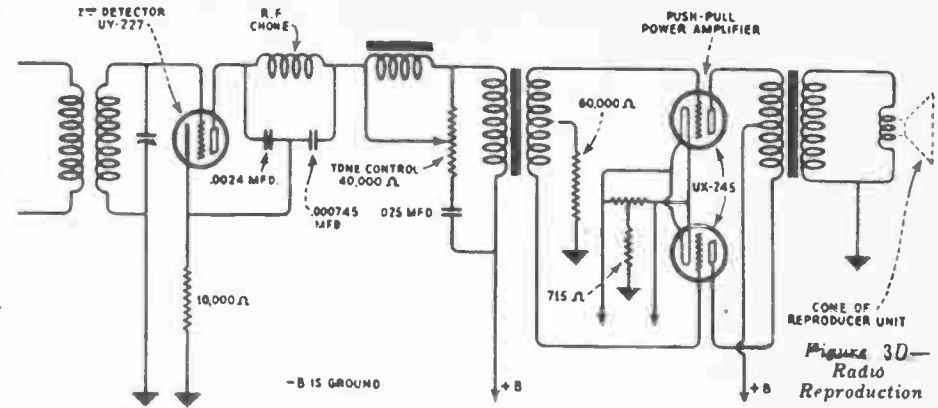 2ND DETECTOR
UY-227
R.F
CHOKE
PUSH-PULL
POWER AMPLIFIER
60,000 Ω
.0024 MFD.
TONE CONTROL
40,000 Ω
.000745
MFD
.025 MFD
UX-245
715 Ω
10,000 Ω
CONE OF
REPRODUCER UNIT
-B IS GROUND
+B
+B
Figure 3D—
Radio
Reproduction